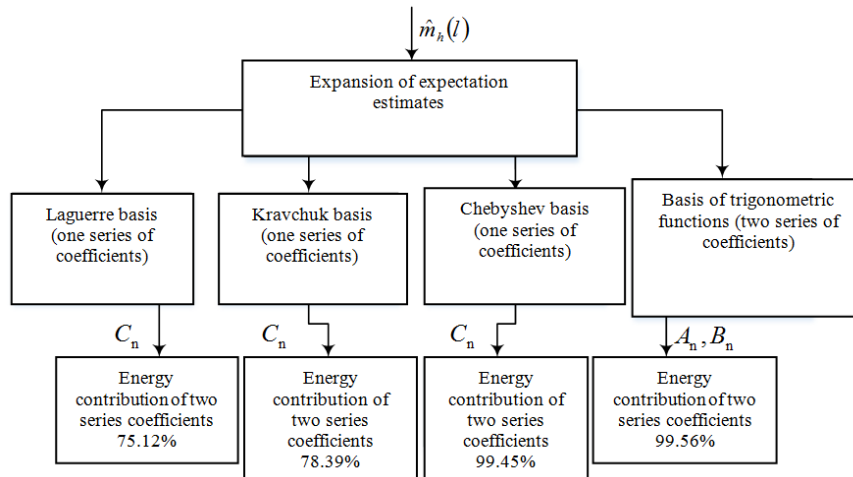 m̂ₕ(l)
Expansion of expectation
estimates
Laguerre basis
(one series of
coefficients)
Kravchuk basis
(one series of
coefficients)
Chebyshev basis
(one series of
coefficients)
Basis of trigonometric
functions (two series of
coefficients)
Cₙ
Cₙ
Cₙ
Aₙ, Bₙ
Energy
contribution of two
series coefficients
75.12%
Energy
contribution of
two series
coefficients
78.39%
Energy
contribution of
two series
coefficients
99.45%
Energy
contribution of two
series coefficients
99.56%